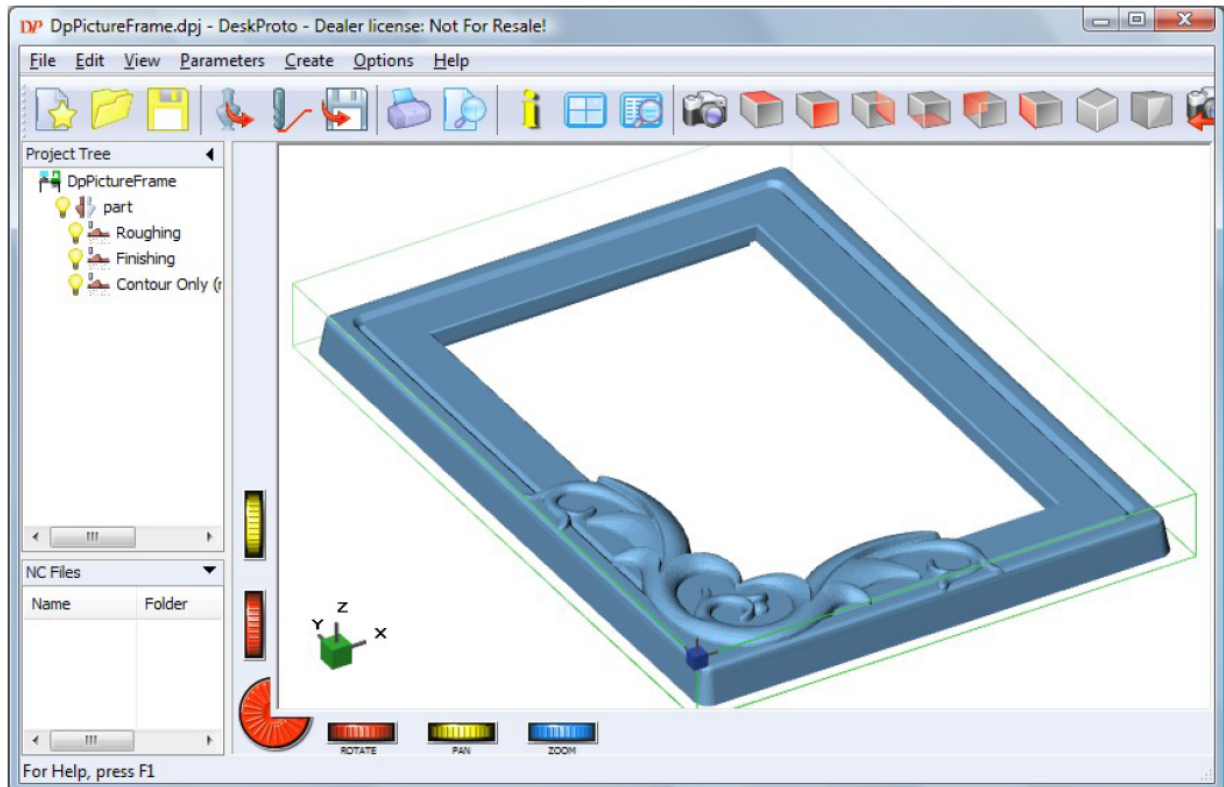 DP DpPictureFrame.dpj - DeskProto - Dealer license: Not For Resale!
File Edit View Parameters Create Options Help
Project Tree
DpPictureFrame
part
Roughing
Finishing
Contour Only (r
NC Files
Name Folder
Z
Y
X
ROTATE PAN ZOOM
For Help, press F1